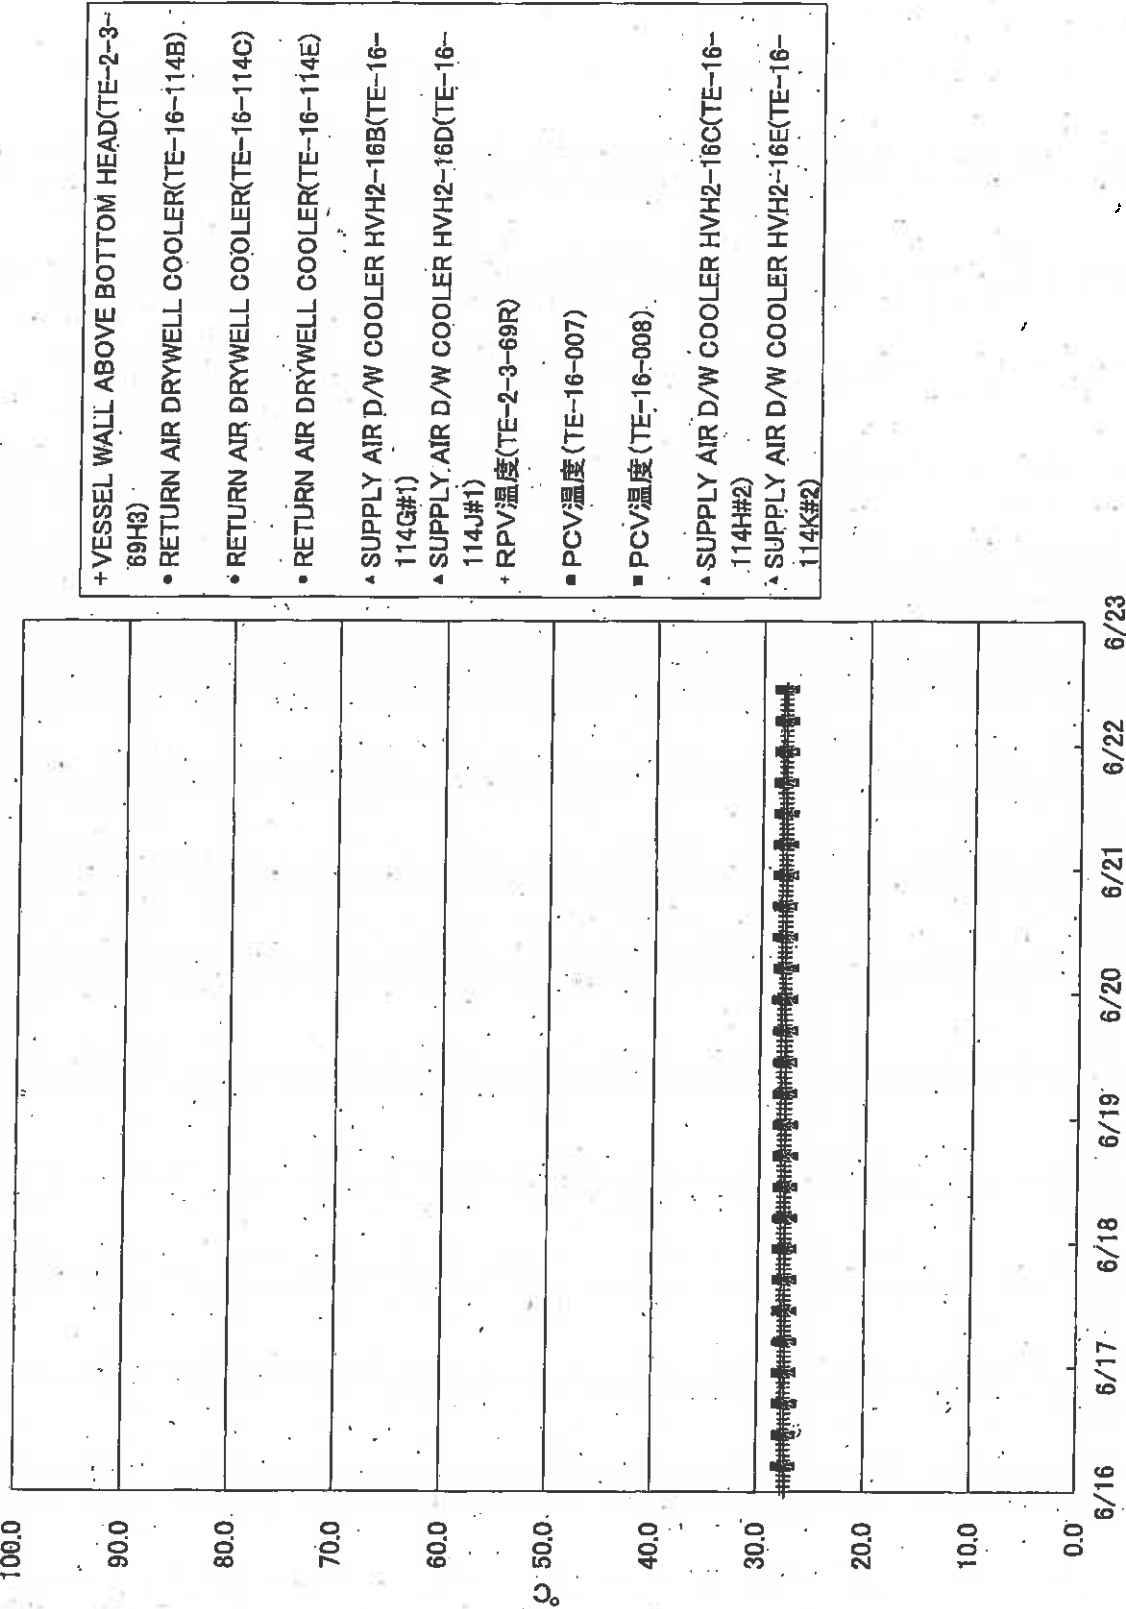 100.0
90.0
80.0
70.0
60.0
50.0
40.0
30.0
20.0
10.0
0.0
°C
6/16
6/17
6/18
6/19
6/20
6/21
6/22
6/23
+ VESSEL WALL ABOVE BOTTOM HEAD(TE-2-3-
69H3)
● RETURN AIR DRYWELL COOLER(TE-16-114B)
● RETURN AIR DRYWELL COOLER(TE-16-114C)
● RETURN AIR DRYWELL COOLER(TE-16-114E)
▲ SUPPLY AIR D/W COOLER HVH2-16B(TE-16-
114G#1)
▲ SUPPLY AIR D/W COOLER HVH2-16D(TE-16-
114J#1)
+ RPV温度(TE-2-3-69R)
■ PCV温度(TE-16-007)
■ PCV温度(TE-16-008)
▲ SUPPLY AIR D/W COOLER HVH2-16C(TE-16-
114H#2)
▲ SUPPLY AIR D/W COOLER HVH2-16E(TE-16-
114K#2)